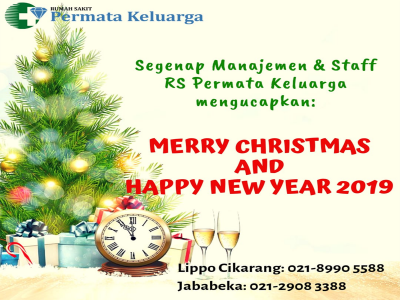 RUMAH SAKIT
Permata Keluarga
Segenap Manajemen & Staff
RS Permata Keluarga
mengucapkan:
MERRY CHRISTMAS
AND
HAPPY NEW YEAR 2019
Lippo Cikarang: 021-8990 5588
Jababeka: 021-2908 3388